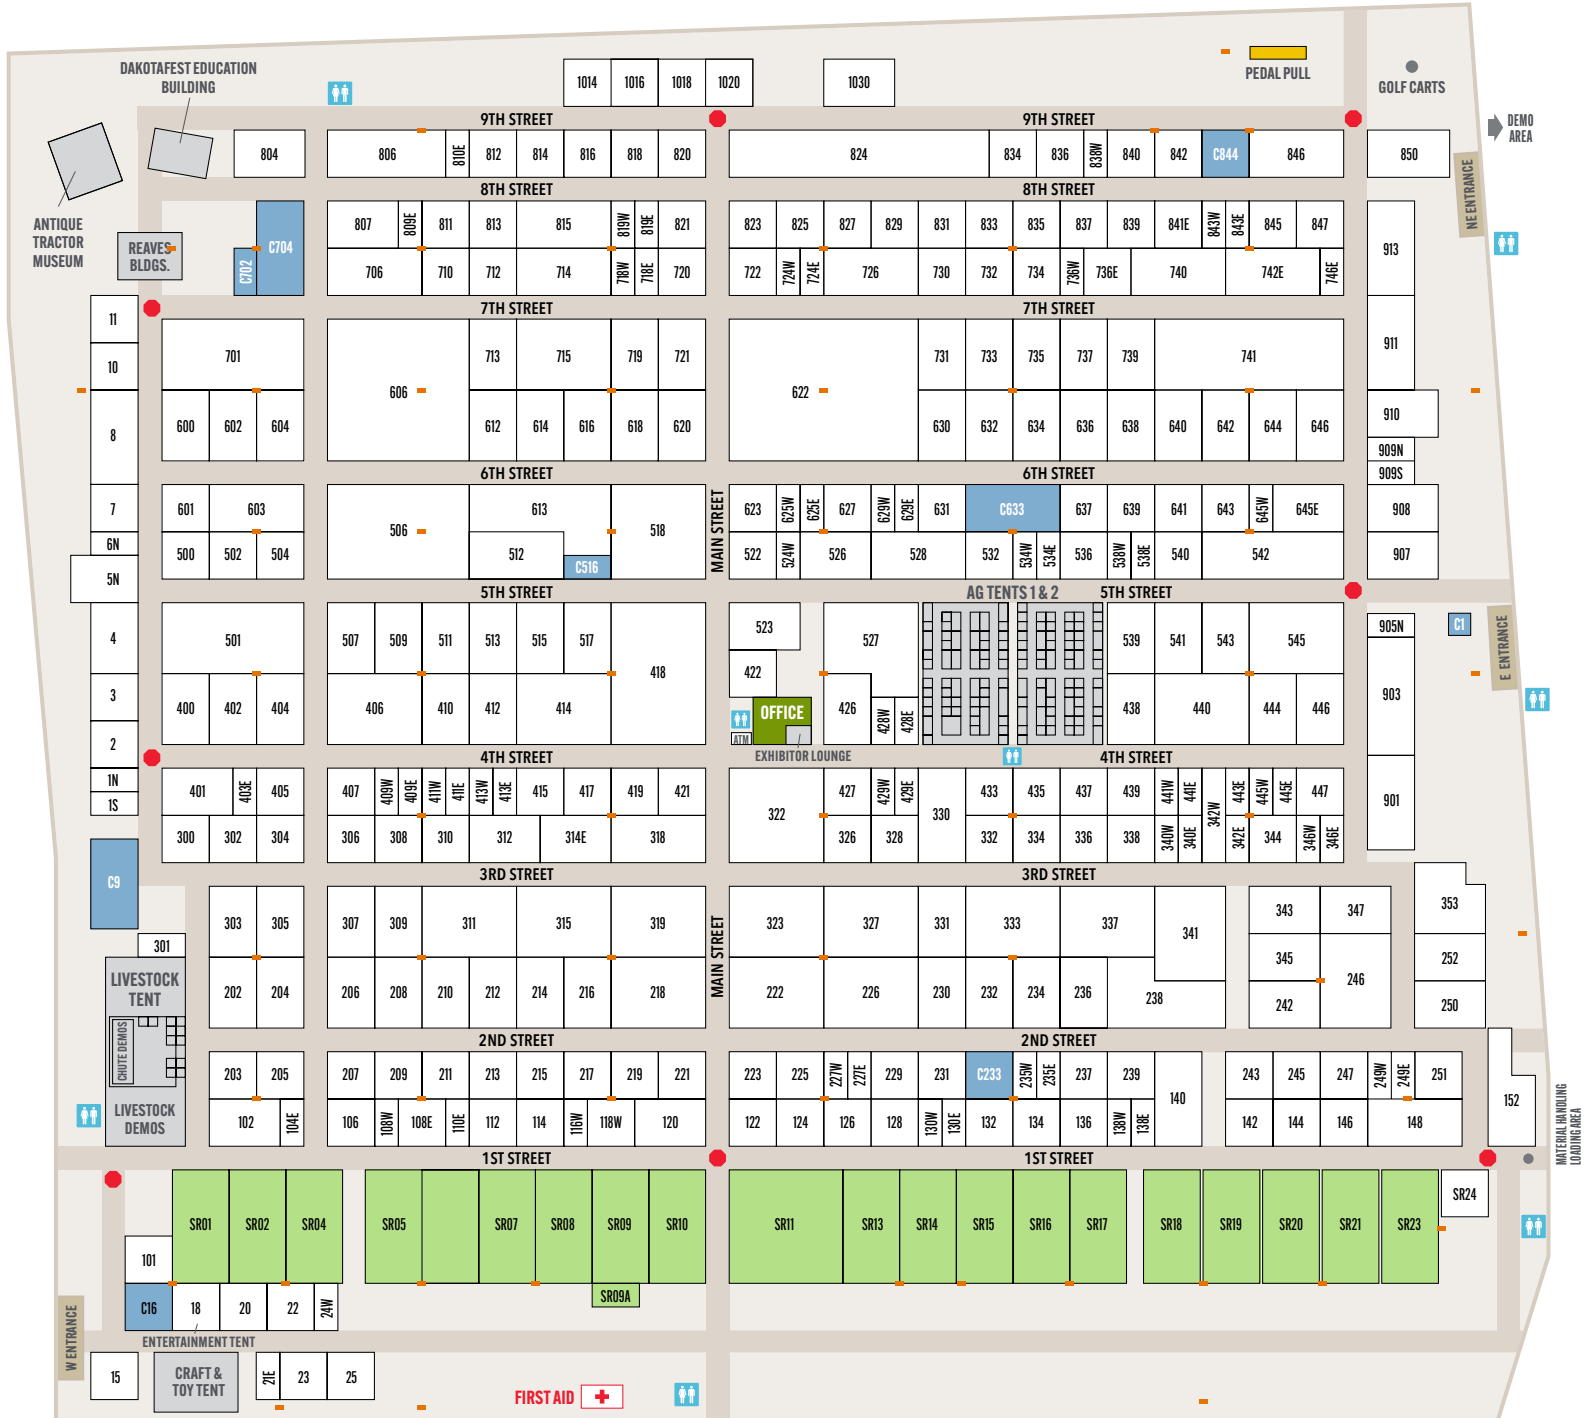 DAKOTAFEST EDUCATION
BUILDING
1014 1016 1018 1020 1030
PEDAL PULL
GOLF CARTS
DEMO
AREA
9TH STREET 9TH STREET
804 806 810E 812 814 816 818 820 824 834 836 838W 840 842 C844 846 850
NE ENTRANCE
8TH STREET 8TH STREET
ANTIQUE
TRACTOR
MUSEUM
REAVES
BLDGS.
C702 C704
807 809E 811 813 815 819W 819E 821 823 825 827 829 831 833 835 837 839 841E 843W 843E 845 847 913
706 710 712 714 718W 718E 720 722 724W 724E 726 730 732 734 736W 736E 740 742E 746E
7TH STREET 7TH STREET
11 10 8 7 6N 5N 4 3 2 1N 1S
701 606 713 715 719 721 622 731 733 735 737 739 741 911
600 602 604 612 614 616 618 620 630 632 634 636 638 640 642 644 646 910
909N
909S
6TH STREET 6TH STREET
MAIN STREET
601 603 506 613 518 623 625W 625E 627 629W 629E 631 C633 637 639 641 643 645W 645E 908
500 502 504 512 C516 522 524W 526 528 532 534W 534E 536 538W 538E 540 542 907
5TH STREET AG TENTS 1 & 2 5TH STREET
501 507 509 511 513 515 517 418 523 527 539 541 543 545 905N C1
E ENTRANCE
422 903
400 402 404 406 410 412 414 OFFICE 426 428W 428E 438 440 444 446
ATM
EXHIBITOR LOUNGE
4TH STREET 4TH STREET
401 403E 405 407 409W 409E 411W 411E 413W 413E 415 417 419 421 322 427 429W 429E 330 433 435 437 439 441W 441E 342W 443E 445W 445E 447 901
300 302 304 306 308 310 312 314E 318 326 328 332 334 336 338 340W 340E 342E 344 346W 346E
3RD STREET 3RD STREET
C9
MAIN STREET
303 305 307 309 311 315 319 323 327 331 333 337 341 343 347 353
301
LIVESTOCK
TENT
CHUTE DEMOS
LIVESTOCK
DEMOS
345 246 252
202 204 206 208 210 212 214 216 218 222 226 230 232 234 236 238 242 250
2ND STREET 2ND STREET
203 205 207 209 211 213 215 217 219 221 223 225 227W 227E 229 231 C233 235W 235E 237 239 140 243 245 247 249W 249E 251 152
102 104E 106 108W 108E 110E 112 114 116W 118W 120 122 124 126 128 130W 130E 132 134 136 138W 138E 142 144 146 148
MATERIAL HANDLING
LOADING AREA
1ST STREET 1ST STREET
SR01 SR02 SR04 SR05 SR07 SR08 SR09 SR10 SR11 SR13 SR14 SR15 SR16 SR17 SR18 SR19 SR20 SR21 SR23 SR24
101
SR09A
C16 18 20 22 24W
ENTERTAINMENT TENT
W ENTRANCE
15
CRAFT &
TOY TENT
21E 23 25
FIRST AID